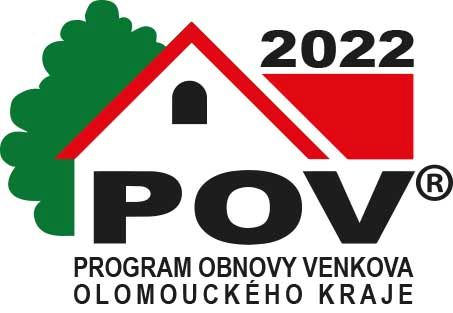 2022
POV®
PROGRAM OBNOVY VENKOVA
OLOMOUCKÉHO KRAJE